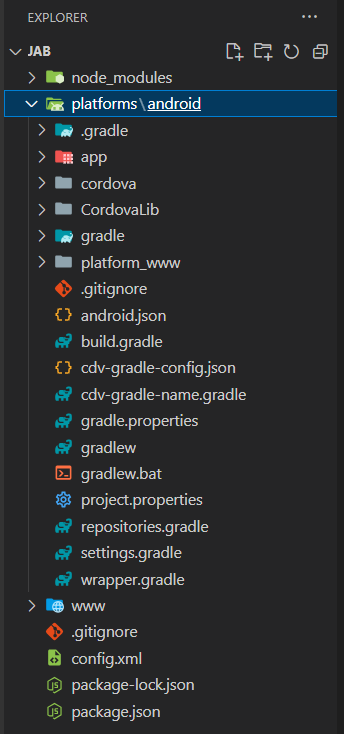 EXPLORER
JAB
node_modules
platforms\android
.gradle
app
cordova
CordovaLib
gradle
platform_www
.gitignore
android.json
build.gradle
cdv-gradle-config.json
cdv-gradle-name.gradle
gradle.properties
gradlew
gradlew.bat
project.properties
repositories.gradle
settings.gradle
wrapper.gradle
www
.gitignore
config.xml
package-lock.json
package.json